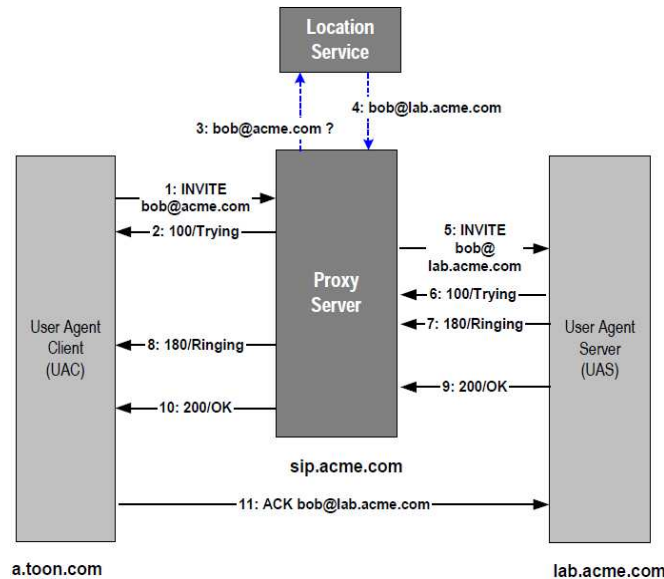 Location
Service
4: bob@lab.acme.com
3: bob@acme.com ?
1: INVITE
bob@acme.com
2: 100/Trying
5: INVITE
bob@
lab.acme.com
Proxy
Server
6: 100/Trying
7: 180/Ringing
User Agent
Client
(UAC)
8: 180/Ringing
User Agent
Server
(UAS)
9: 200/OK
10: 200/OK
sip.acme.com
11: ACK bob@lab.acme.com
a.toon.com
lab.acme.com